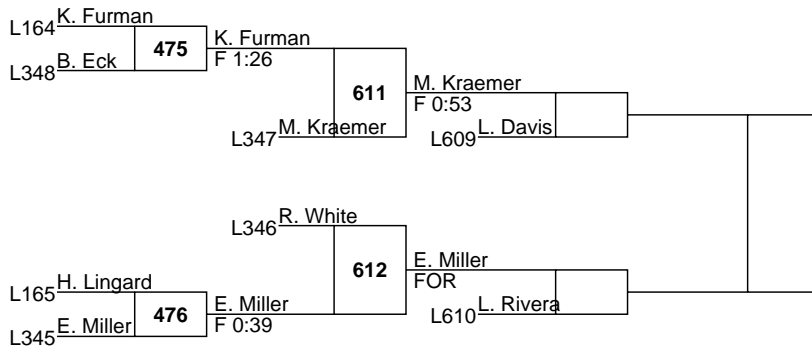 K. Furman
L164
475
K. Furman
F 1:26
B. Eck
L348
611
M. Kraemer
F 0:53
M. Kraemer
L347
L. Davis
L609
R. White
L346
612
E. Miller
FOR
H. Lingard
L165
476
E. Miller
F 0:39
E. Miller
L345
L. Rivera
L610